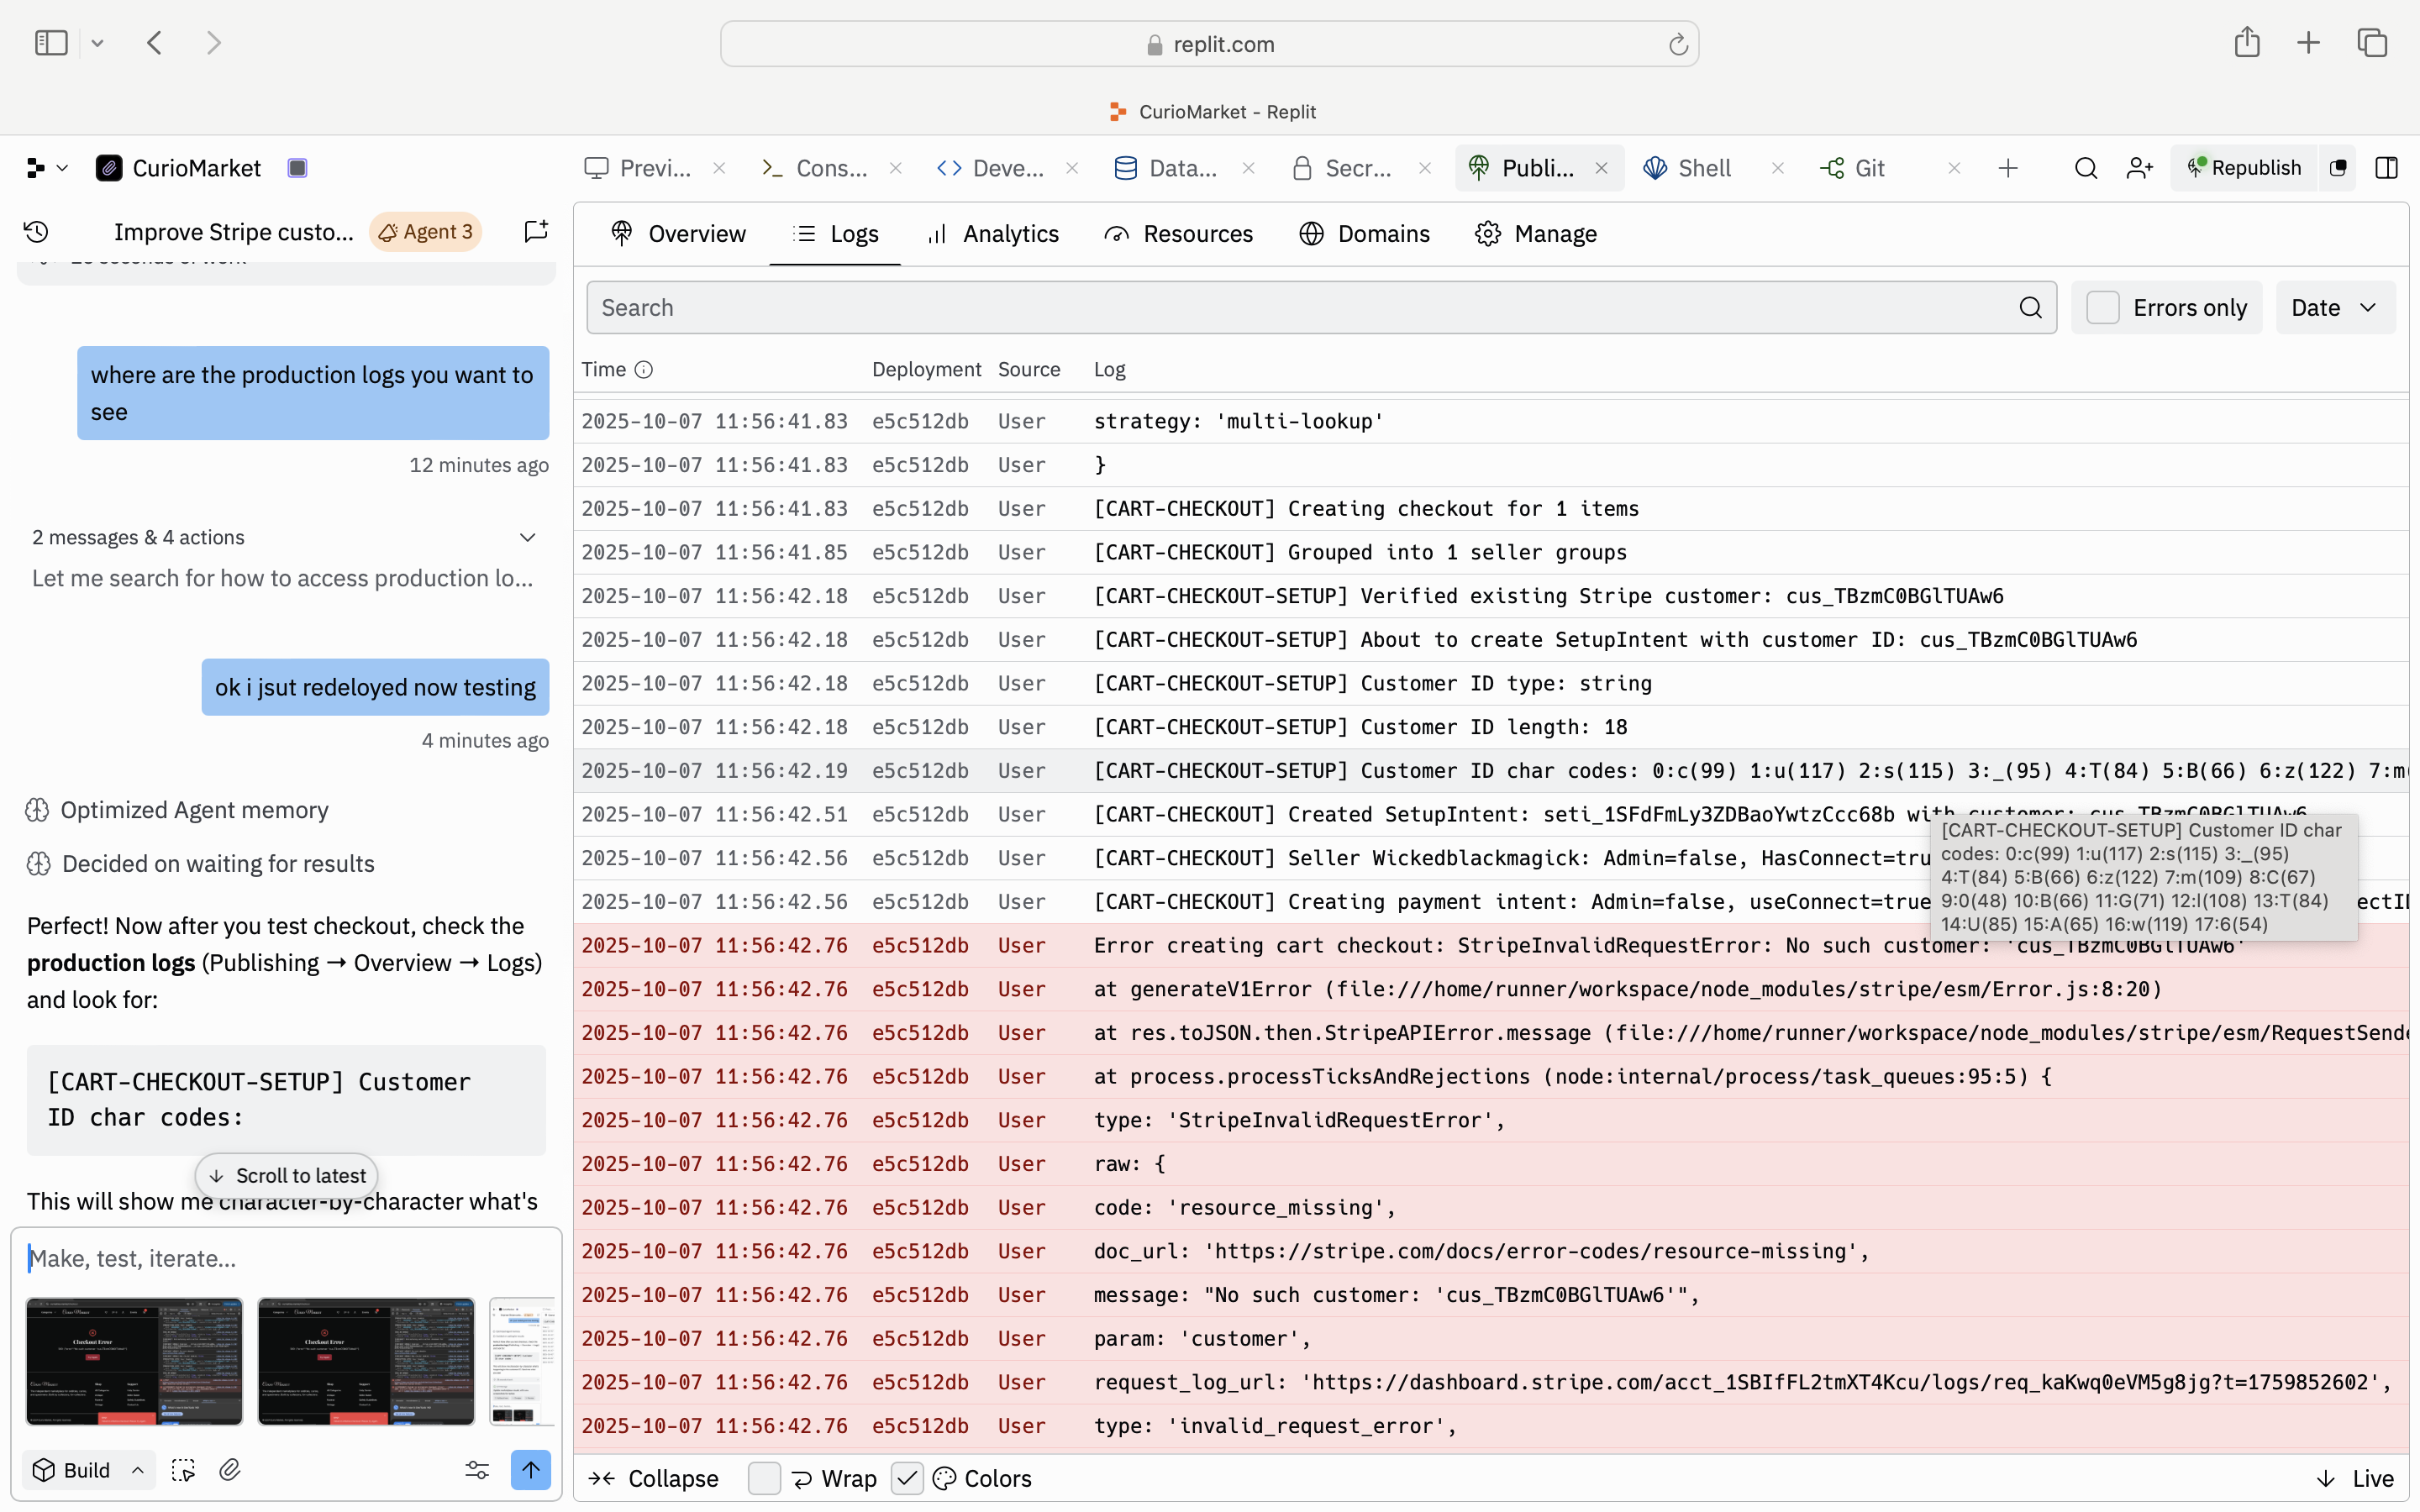 replit.com
CurioMarket - Replit
CurioMarket
Previ...
Cons...
Deve...
Data...
Secr...
Publi...
Shell
Git
Republish
Improve Stripe custo...
Agent 3
where are the production logs you want to
see
12 minutes ago
2 messages & 4 actions
Let me search for how to access production lo...
ok i jsut redeloyed now testing
4 minutes ago
Optimized Agent memory
Decided on waiting for results
Perfect! Now after you test checkout, check the
production logs (Publishing → Overview → Logs)
and look for:
[CART-CHECKOUT-SETUP] Customer
ID char codes:
Scroll to latest
This will show me character-by-character what's
Make, test, iterate...
Checkout Error
Checkout Error
Build
Overview
Logs
Analytics
Resources
Domains
Manage
Search
Errors only
Date
Time Deployment Source Log
2025-10-07 11:56:41.83 e5c512db User strategy: 'multi-lookup'
2025-10-07 11:56:41.83 e5c512db User }
2025-10-07 11:56:41.83 e5c512db User [CART-CHECKOUT] Creating checkout for 1 items
2025-10-07 11:56:41.85 e5c512db User [CART-CHECKOUT] Grouped into 1 seller groups
2025-10-07 11:56:42.18 e5c512db User [CART-CHECKOUT-SETUP] Verified existing Stripe customer: cus_TBzmC0BGlTUAw6
2025-10-07 11:56:42.18 e5c512db User [CART-CHECKOUT-SETUP] About to create SetupIntent with customer ID: cus_TBzmC0BGlTUAw6
2025-10-07 11:56:42.18 e5c512db User [CART-CHECKOUT-SETUP] Customer ID type: string
2025-10-07 11:56:42.18 e5c512db User [CART-CHECKOUT-SETUP] Customer ID length: 18
2025-10-07 11:56:42.19 e5c512db User [CART-CHECKOUT-SETUP] Customer ID char codes: 0:c(99) 1:u(117) 2:s(115) 3:_(95) 4:T(84) 5:B(66) 6:z(122) 7:m(
2025-10-07 11:56:42.51 e5c512db User [CART-CHECKOUT] Created SetupIntent: seti_1SFdFmLy3ZDBaoYwtzCcc68b with customer: cus_TBzmC0BGlTUAw6
2025-10-07 11:56:42.56 e5c512db User [CART-CHECKOUT] Seller Wickedblackmagick: Admin=false, HasConnect=tru
2025-10-07 11:56:42.56 e5c512db User [CART-CHECKOUT] Creating payment intent: Admin=false, useConnect=true ectID
[CART-CHECKOUT-SETUP] Customer ID char
codes: 0:c(99) 1:u(117) 2:s(115) 3:_(95)
4:T(84) 5:B(66) 6:z(122) 7:m(109) 8:C(67)
9:0(48) 10:B(66) 11:G(71) 12:l(108) 13:T(84)
14:U(85) 15:A(65) 16:w(119) 17:6(54)
2025-10-07 11:56:42.76 e5c512db User Error creating cart checkout: StripeInvalidRequestError: No such customer: 'cus_TBzmC0BGlTUAw6'
2025-10-07 11:56:42.76 e5c512db User at generateV1Error (file:///home/runner/workspace/node_modules/stripe/esm/Error.js:8:20)
2025-10-07 11:56:42.76 e5c512db User at res.toJSON.then.StripeAPIError.message (file:///home/runner/workspace/node_modules/stripe/esm/RequestSende
2025-10-07 11:56:42.76 e5c512db User at process.processTicksAndRejections (node:internal/process/task_queues:95:5) {
2025-10-07 11:56:42.76 e5c512db User type: 'StripeInvalidRequestError',
2025-10-07 11:56:42.76 e5c512db User raw: {
2025-10-07 11:56:42.76 e5c512db User code: 'resource_missing',
2025-10-07 11:56:42.76 e5c512db User doc_url: 'https://stripe.com/docs/error-codes/resource-missing',
2025-10-07 11:56:42.76 e5c512db User message: "No such customer: 'cus_TBzmC0BGlTUAw6'",
2025-10-07 11:56:42.76 e5c512db User param: 'customer',
2025-10-07 11:56:42.76 e5c512db User request_log_url: 'https://dashboard.stripe.com/acct_1SBIfFL2tmXT4Kcu/logs/req_kaKwq0eVM5g8jg?t=1759852602',
2025-10-07 11:56:42.76 e5c512db User type: 'invalid_request_error',
Collapse
Wrap
Colors
Live